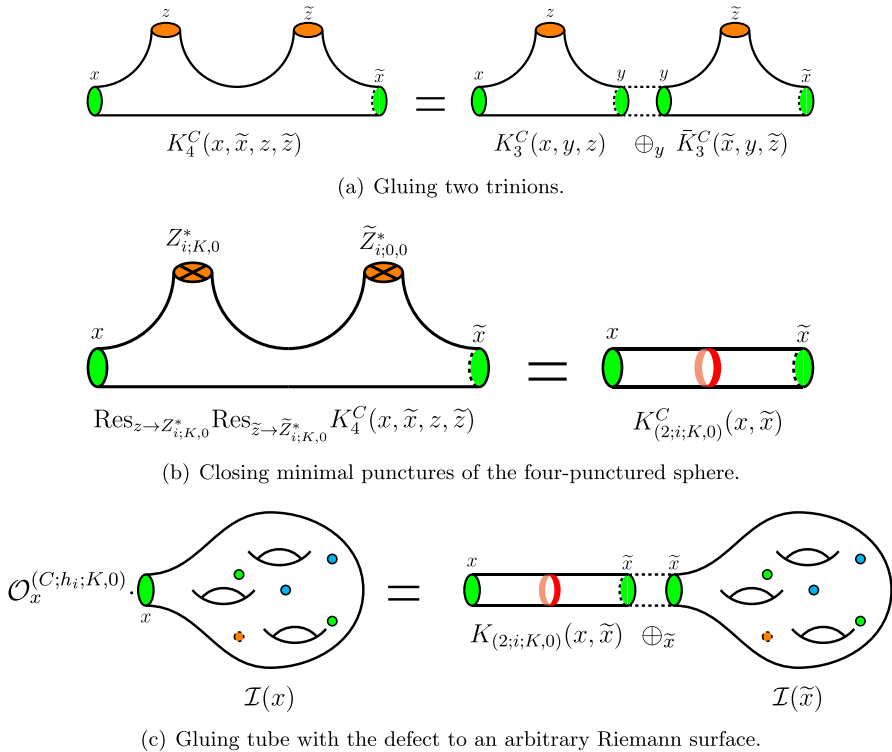 z z̃ z z̃
x x̃ = x y y x̃
K_4^C(x, x̃, z, z̃) K_3^C(x, y, z) ⊕_y K̄_3^C(x̃, y, z̃)
(a) Gluing two trinions.
Z^*_{i;K,0} Z̃^*_{i;0,0}
x x̃ = x x̃
Res_{z→Z^*_{i;K,0}} Res_{z̃→Z̃^*_{i;K,0}} K_4^C(x, x̃, z, z̃) K^C_{(2;i;K,0)}(x, x̃)
(b) Closing minimal punctures of the four-punctured sphere.
O_x^{(C;h_i;K,0)} · x = x x̃ x̃
K_{(2;i;K,0)}(x, x̃) ⊕_{x̃}
I(x) I(x̃)
(c) Gluing tube with the defect to an arbitrary Riemann surface.